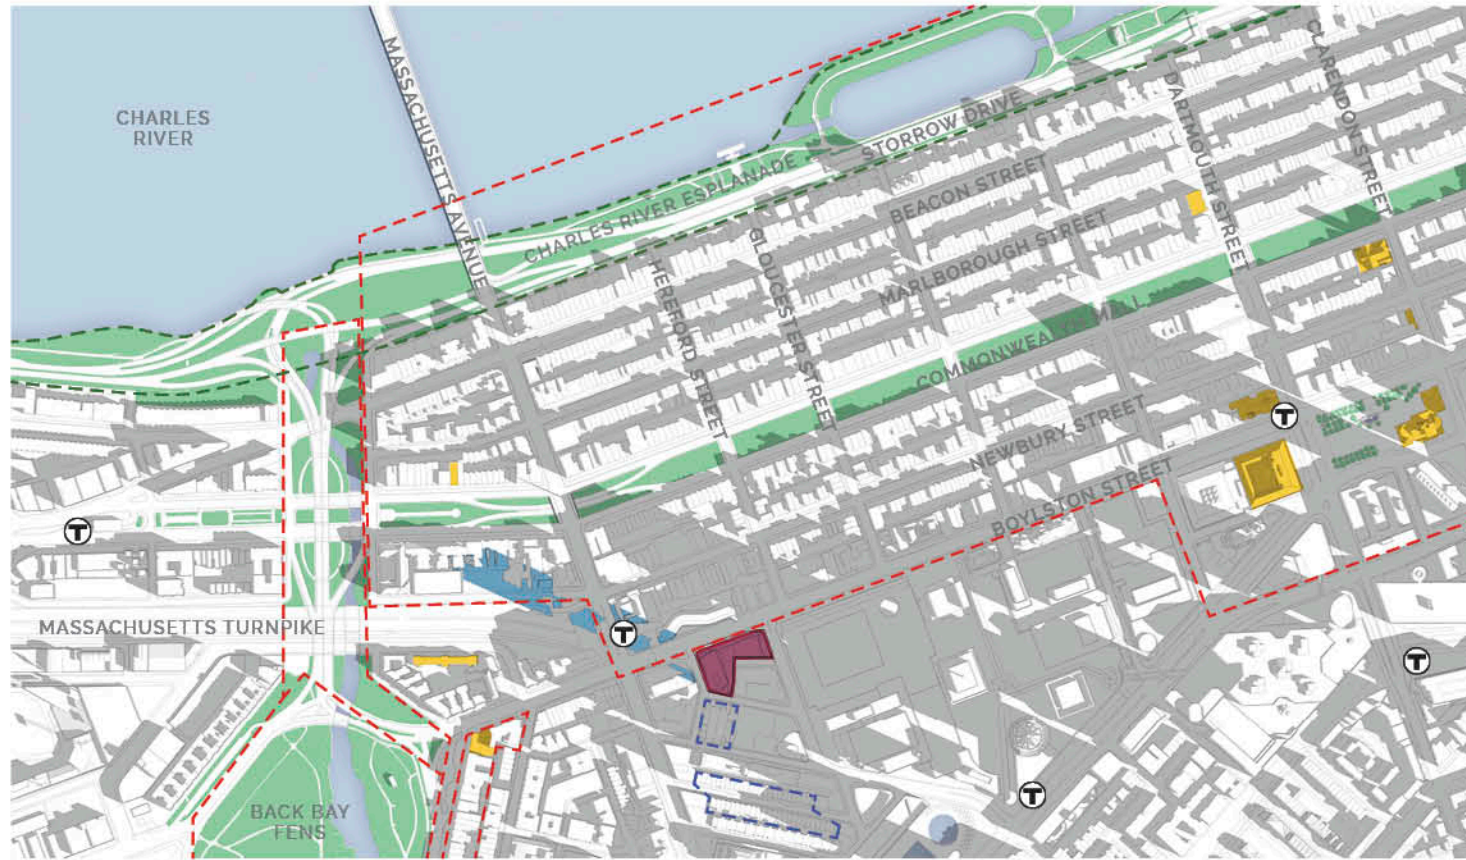 CHARLES
RIVER
MASSACHUSETTS AVENUE
CHARLES RIVER ESPLANADE
STORROW DRIVE
BEACON STREET
MARLBOROUGH STREET
COMMONWEALTH MALL
NEWBURY STREET
BOYLSTON STREET
HEREFORD STREET
GLOUCESTER STREET
DARTMOUTH STREET
CLARENDON STREET
T
T
T
T
T
MASSACHUSETTS TURNPIKE
BACK BAY
FENS